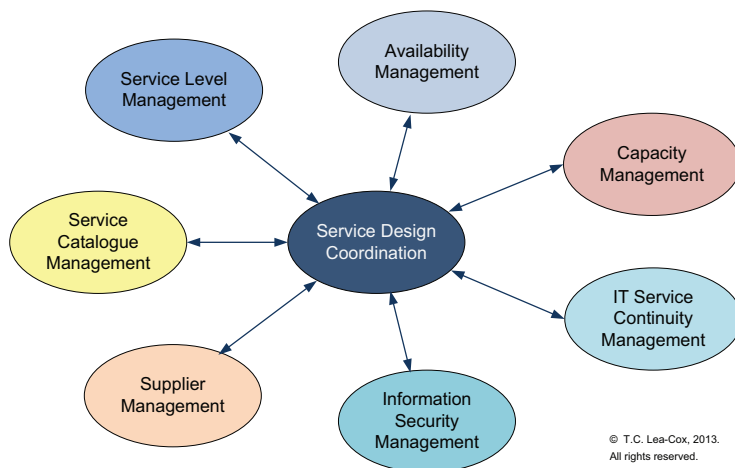 Availability
Management
Service Level
Management
Capacity
Management
Service
Catalogue
Management
Service Design
Coordination
IT Service
Continuity
Management
Supplier
Management
Information
Security
Management
© T.C. Lea-Cox, 2013.
All rights reserved.